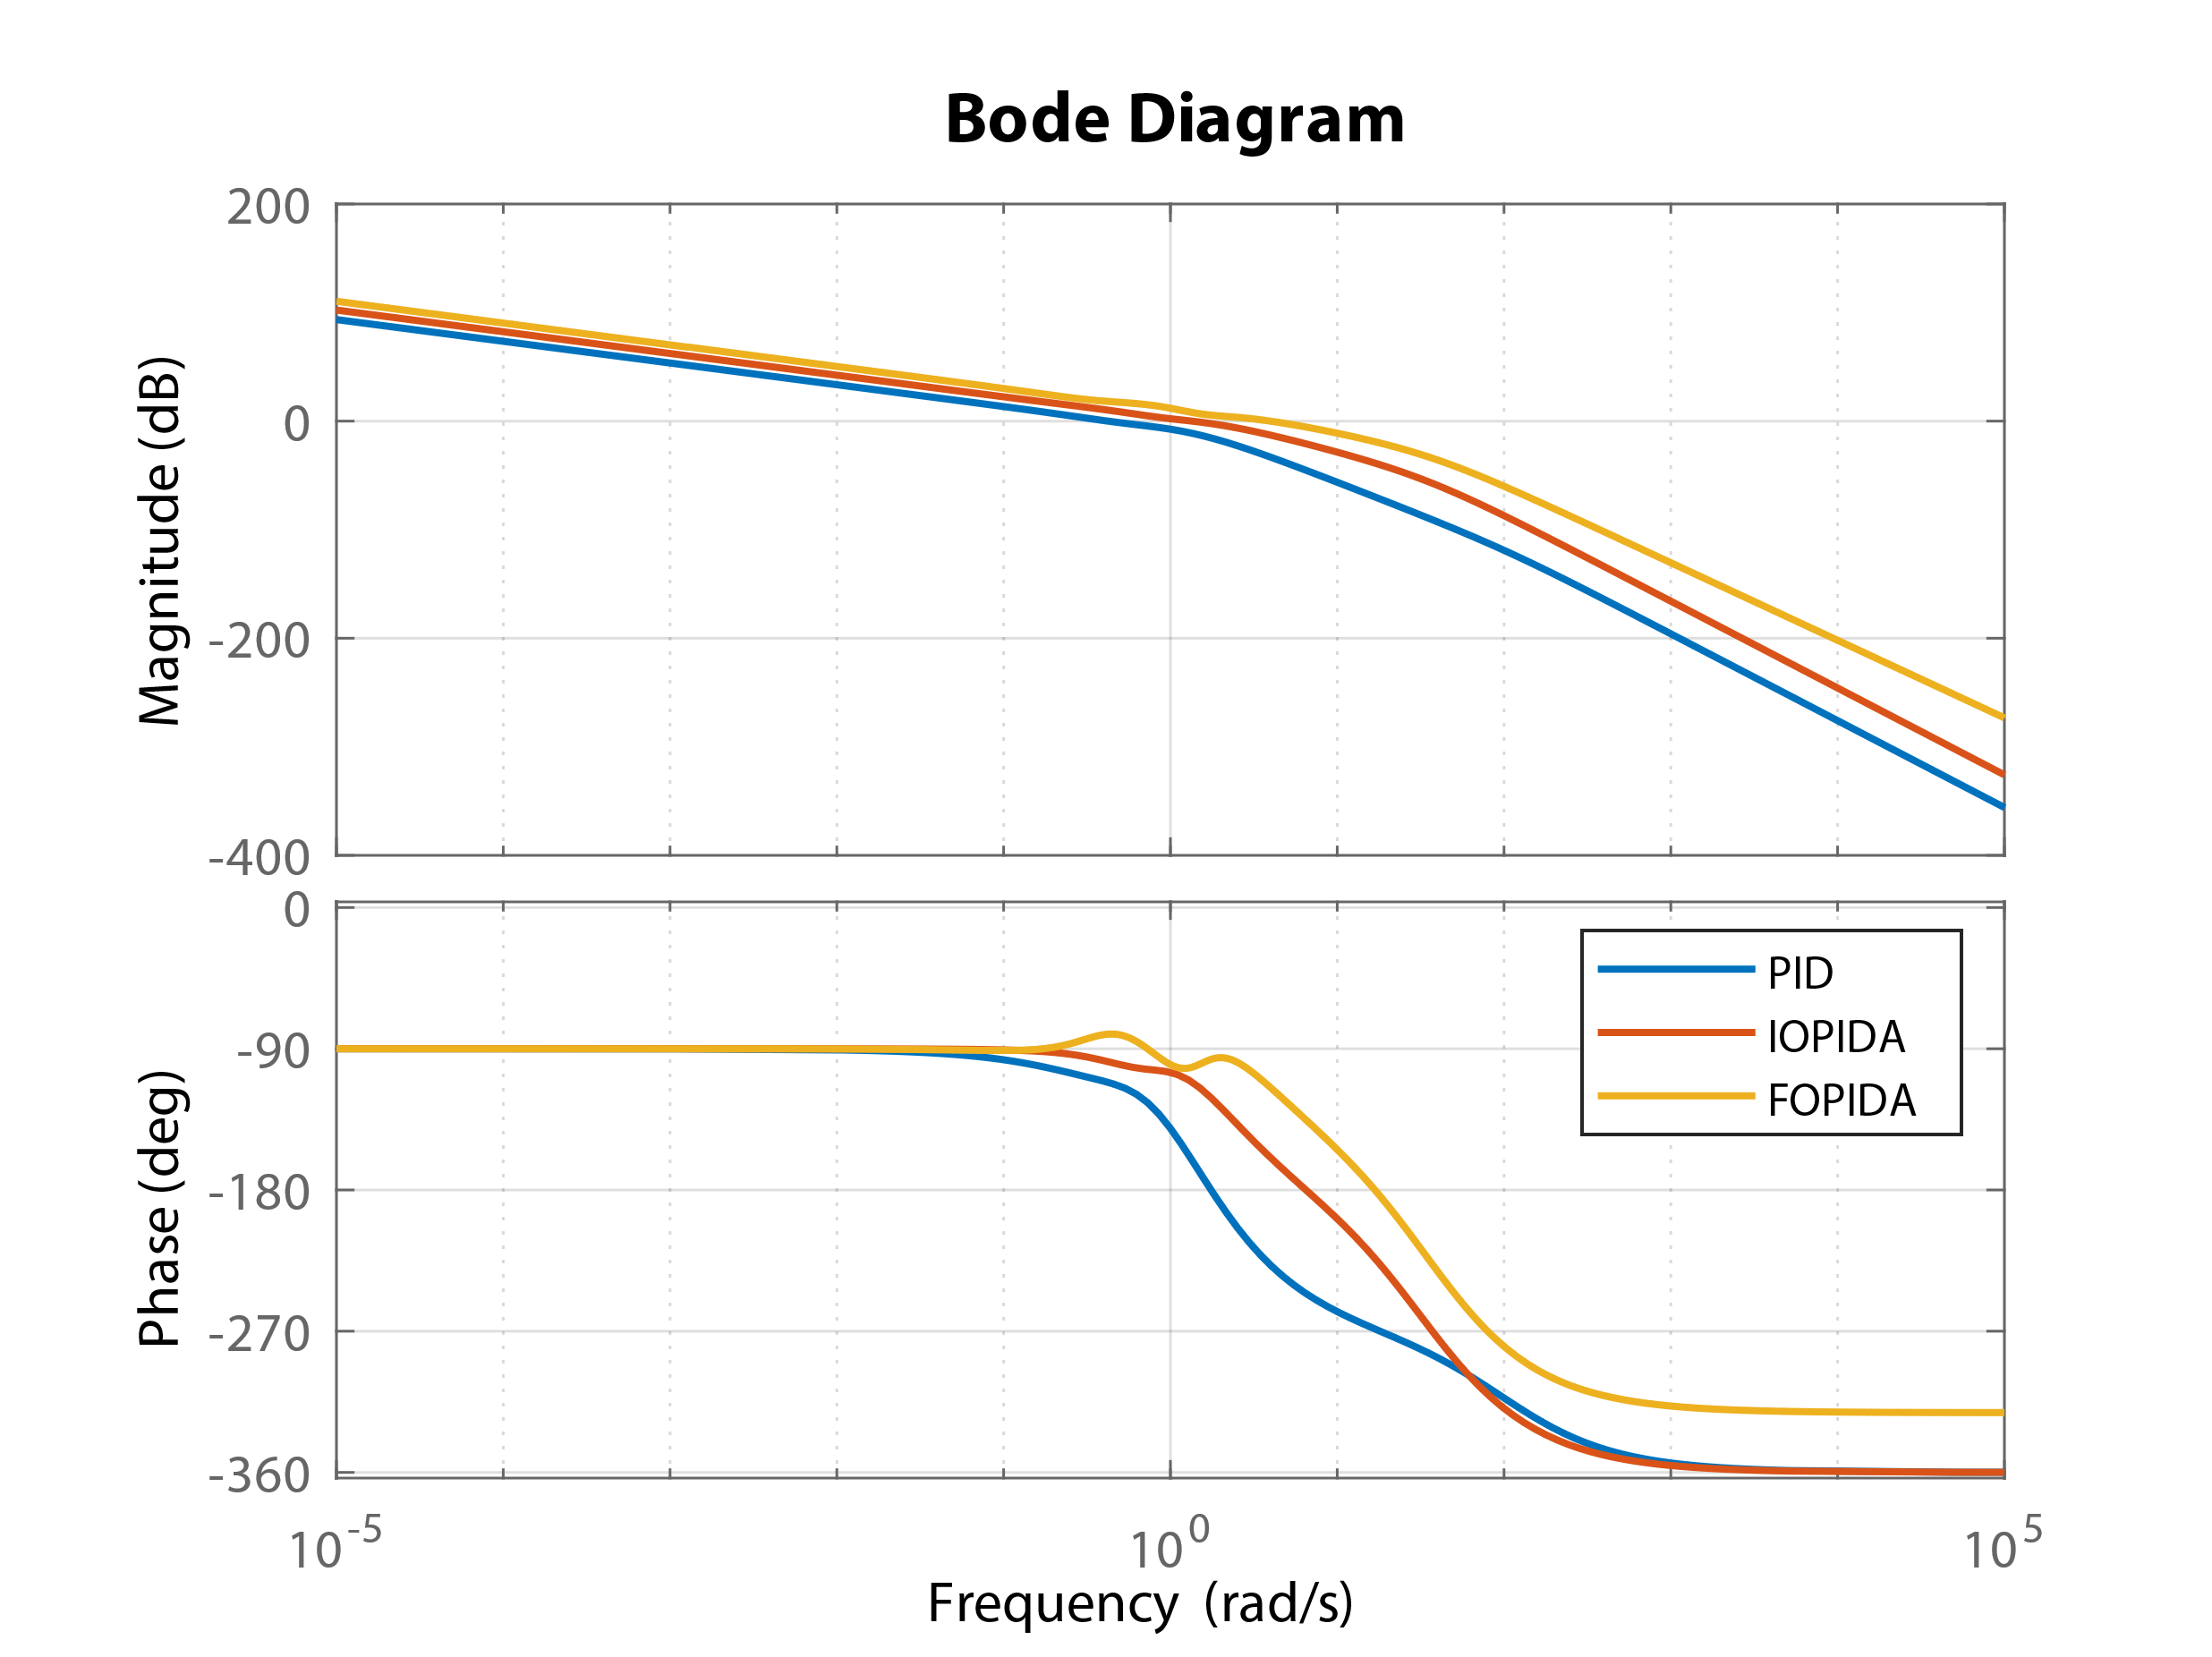 Bode Diagram
Magnitude (dB)
200
0
-200
-400
Phase (deg)
0
-90
-180
-270
-360
PID
IOPIDA
FOPIDA
10^-5
10^0
10^5
Frequency (rad/s)